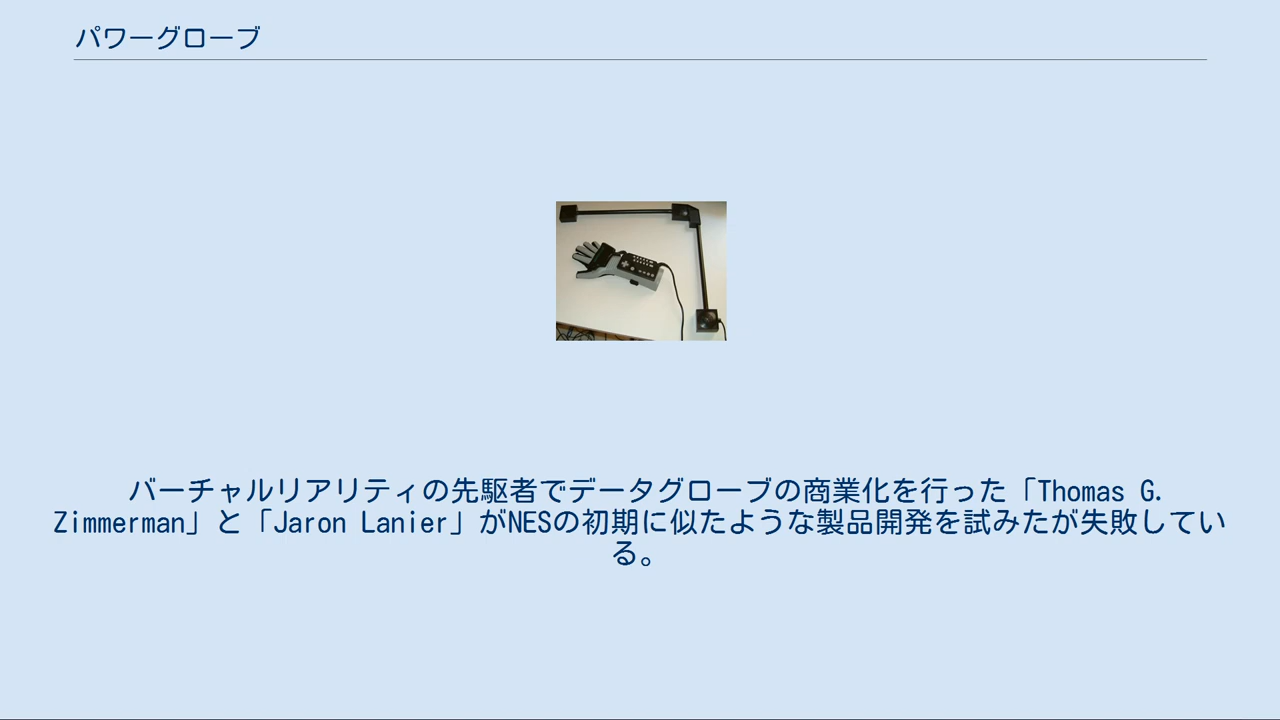 パワーグローブ
バーチャルリアリティの先駆者でデータグローブの商業化を行った「Thomas G.
Zimmerman」と「Jaron Lanier」がNESの初期に似たような製品開発を試みたが失敗してい
る。